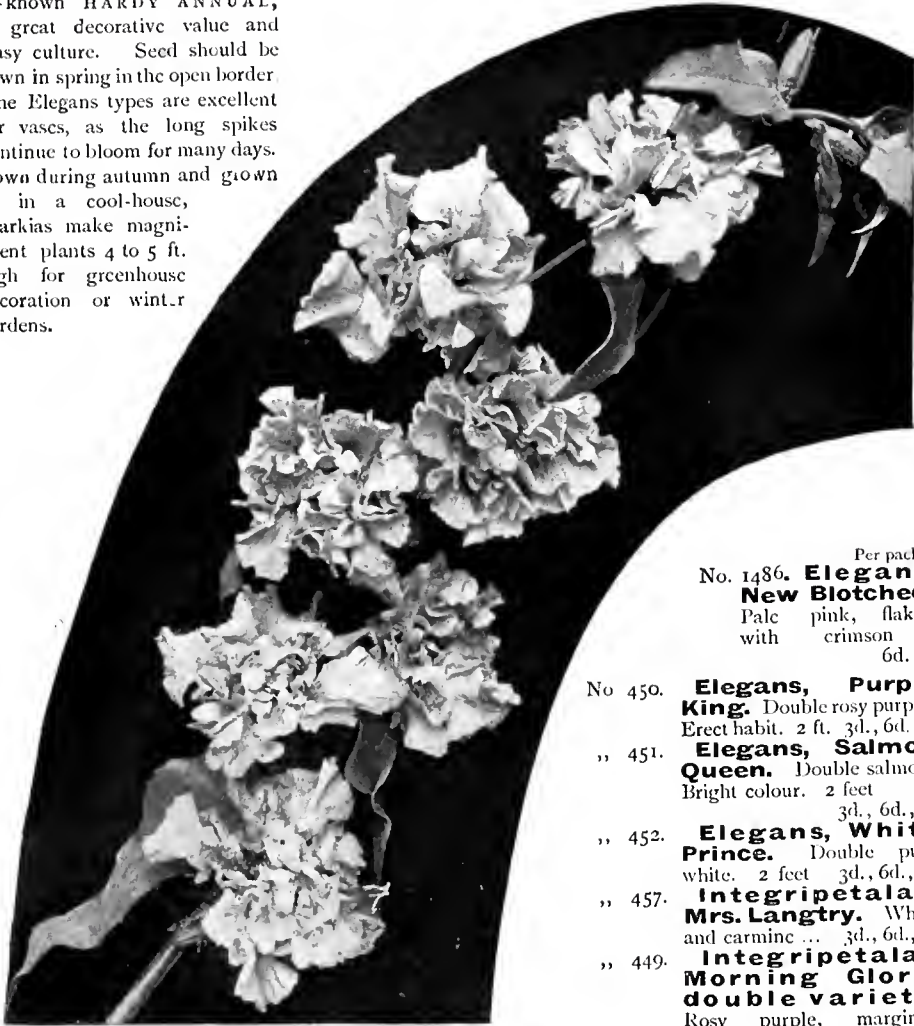 -known HARDY ANNUAL,
great decorative value and
asy culture. Seed should be
wn in spring in the open border
he Elegans types are excellent
r vases, as the long spikes
ntinue to bloom for many days.
own during autumn and grown
in a cool-house,
arkias make magni-
ent plants 4 to 5 ft.
gh for greenhouse
coration or winter
rdens.
Per pack
No. 1486. Elegan
New Blotche
Pale pink, flak
with crimson
6d.
No 450. Elegans, Purp
King. Double rosy purp
Erect habit. 2 ft. 3d., 6d.
,, 451. Elegans, Salmo
Queen. Double salmo
Bright colour. 2 feet
3d., 6d.,
,, 452. Elegans, Whit
Prince. Double pu
white. 2 feet 3d., 6d.,
,, 457. Integripetala
Mrs. Langtry. Wh
and carmine ... 3d., 6d.,
,, 449. Integripetala
Morning Glor
double variet
Rosy purple, margin